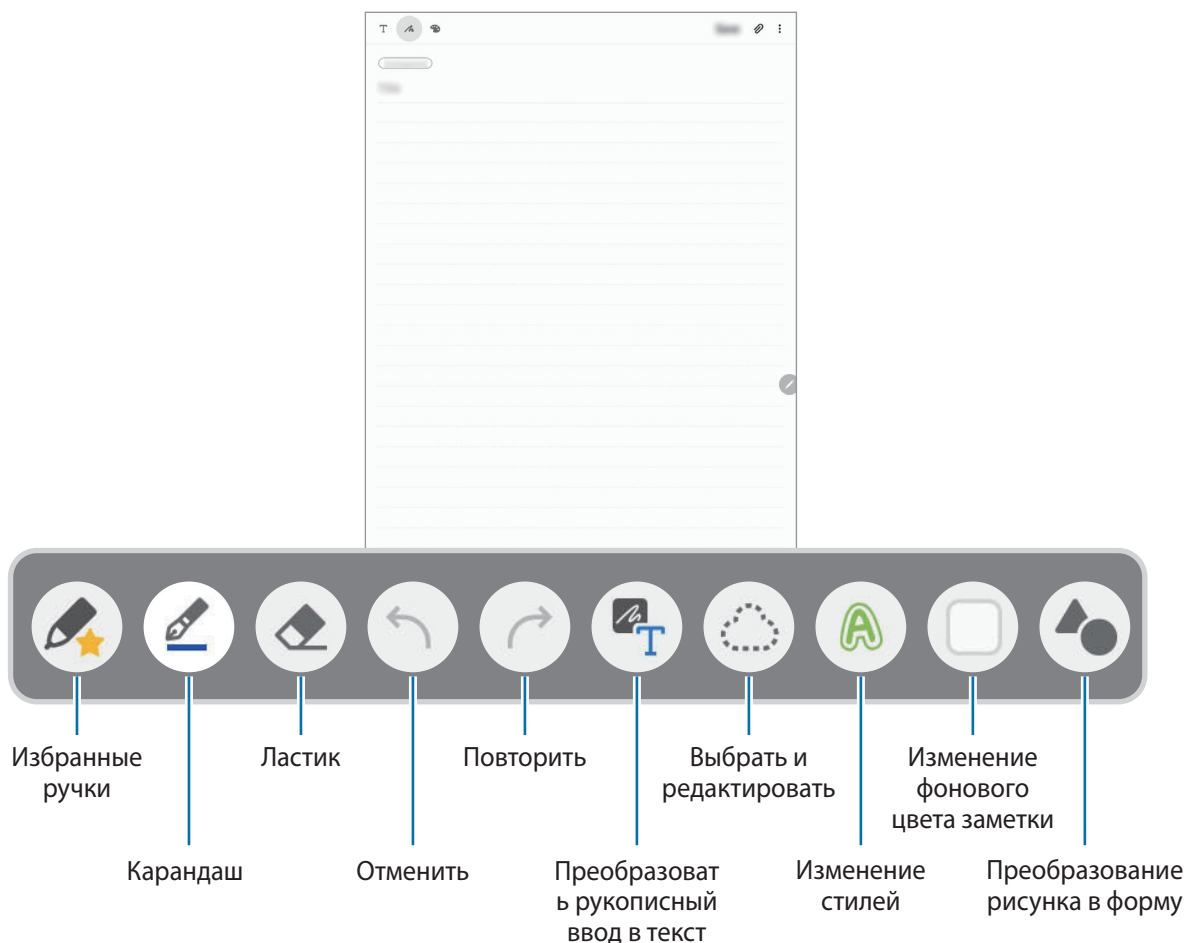 T
Избранные
ручки
Ластик
Повторить
Выбрать и
редактировать
Изменение
фонового
цвета заметки
Карандаш
Отменить
Преобразоват
ь рукописный
ввод в текст
Изменение
стилей
Преобразование
рисунка в форму